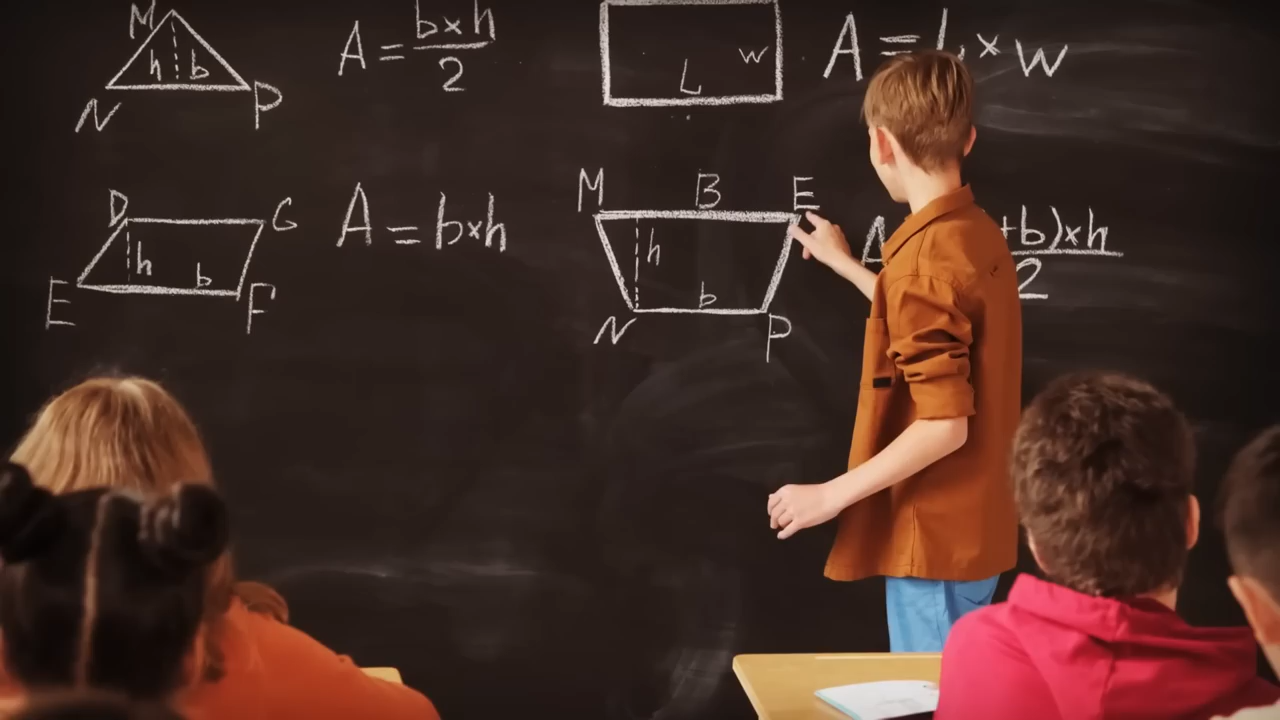 M
h b
N P
A = b×h
2
w
L
A = L×w
D G
h
b
E F
A = b×h
M B E
h
b
N P
A +b)×h
2